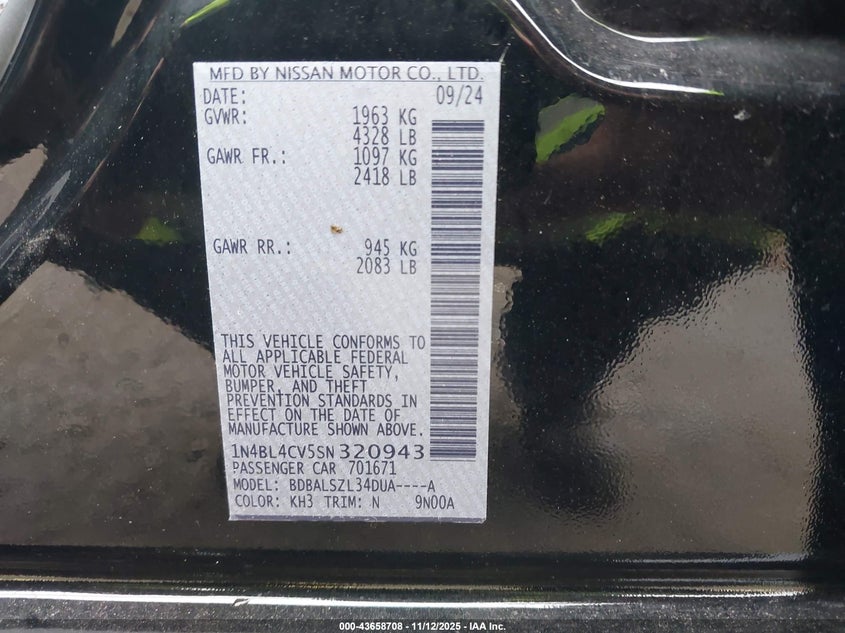 MFD BY NISSAN MOTOR CO., LTD.
DATE: 09/24
GVWR: 1963 KG
4328 LB
GAWR FR.: 1097 KG
2418 LB
GAWR RR.: 945 KG
2083 LB
THIS VEHICLE CONFORMS TO
ALL APPLICABLE FEDERAL
MOTOR VEHICLE SAFETY,
BUMPER, AND THEFT
PREVENTION STANDARDS IN
EFFECT ON THE DATE OF
MANUFACTURE SHOWN ABOVE.
1N4BL4CV5SN320943
PASSENGER CAR 701671
MODEL: BDBALSZL34DUA----A
COLOR: KH3 TRIM: N 9N00A
000-43658708 - 11/12/2025 - IAA Inc.